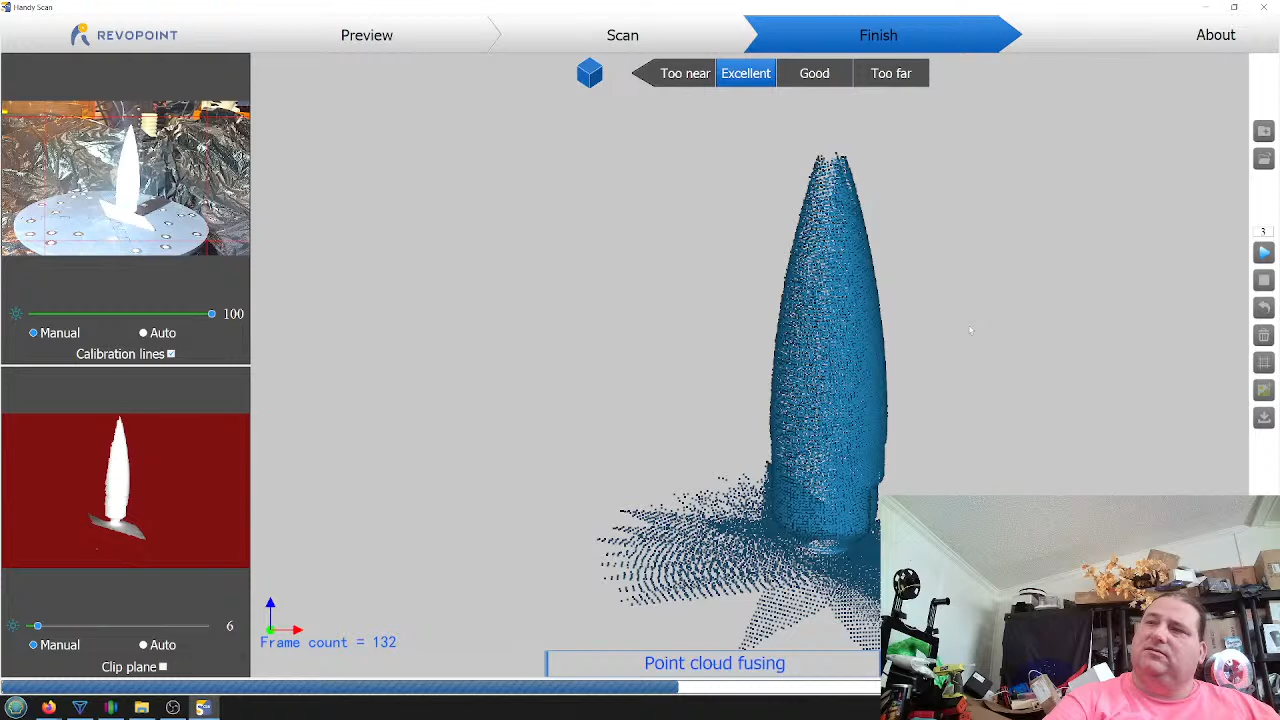 Handy Scan
REVOPOINT
Preview
Scan
Finish
About
Too near
Excellent
Good
Too far
3
100
Manual
Auto
Calibration lines
6
Manual
Auto
Clip plane
Frame count = 132
Point cloud fusing